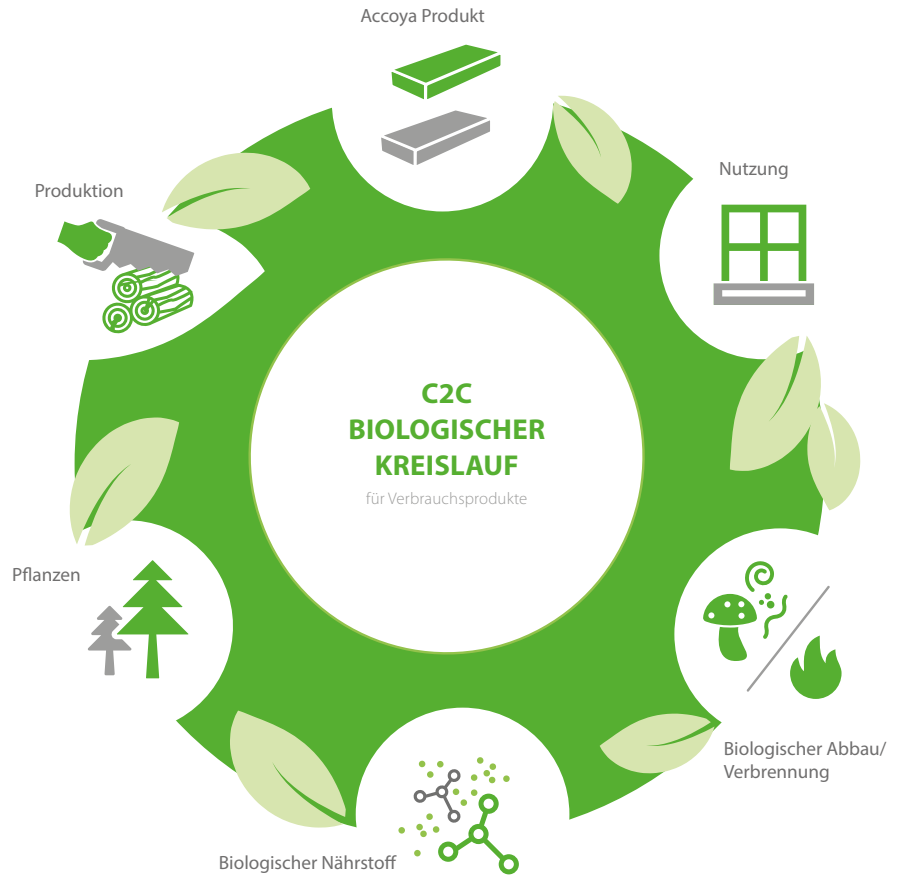 Accoya Produkt
Nutzung
Produktion
C2C
BIOLOGISCHER
KREISLAUF
für Verbrauchsprodukte
Pflanzen
Biologischer Abbau/
Verbrennung
Biologischer Nährstoff